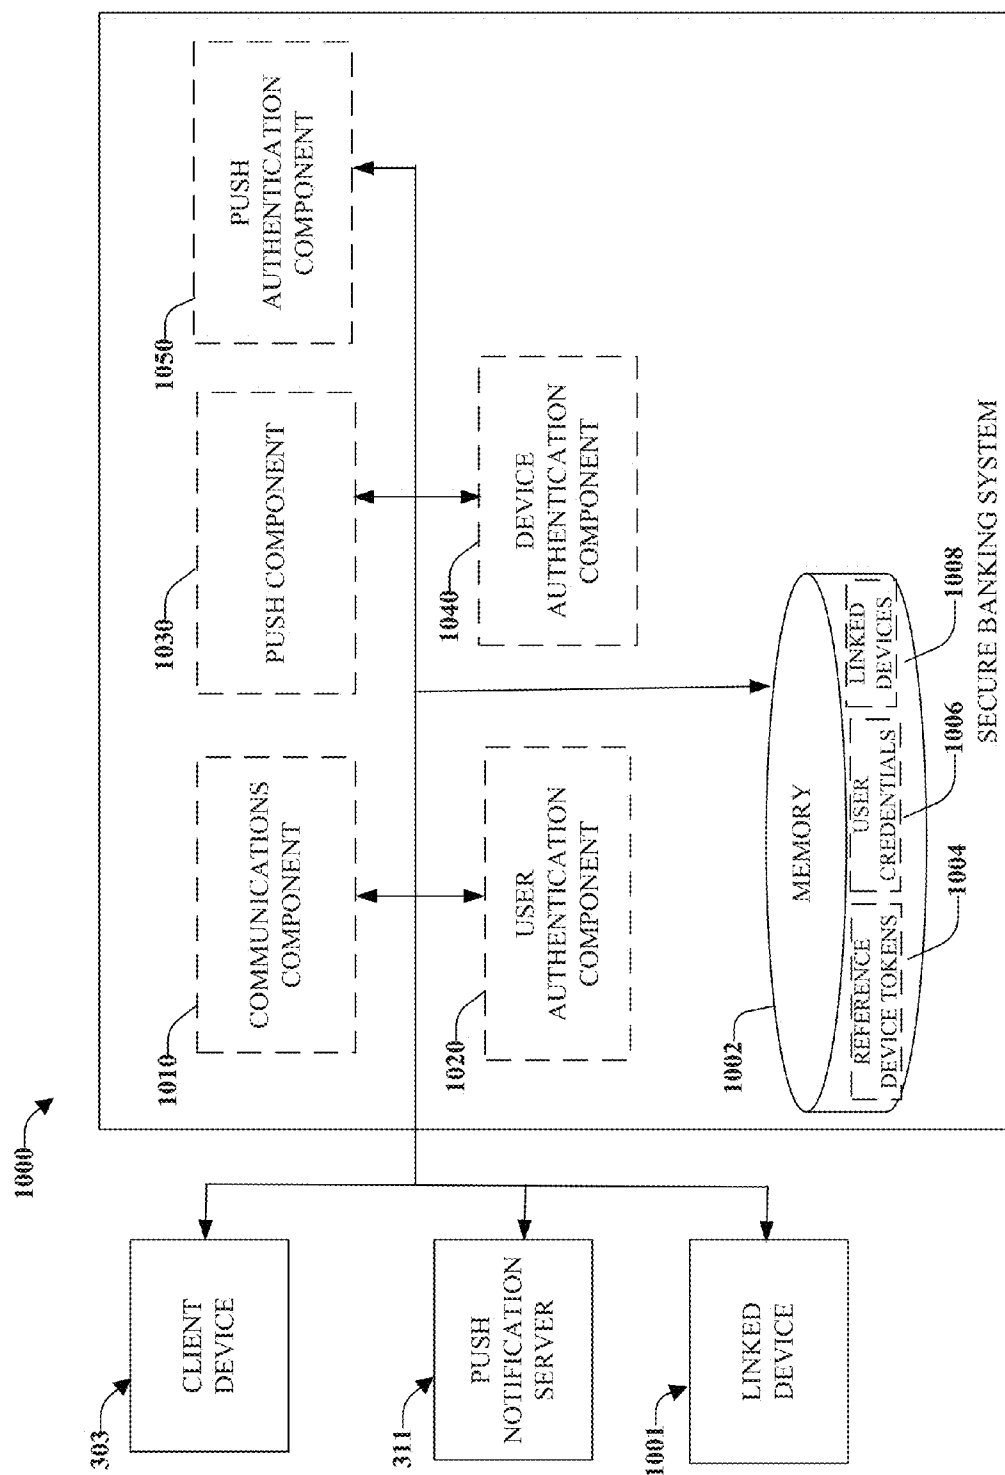 1000
303
CLIENT
DEVICE
311
PUSH
NOTIFICATION
SERVER
1001
LINKED
DEVICE
1010
COMMUNICATIONS
COMPONENT
1030
PUSH COMPONENT
1050
PUSH
AUTHENTICATION
COMPONENT
1020
USER
AUTHENTICATION
COMPONENT
1040
DEVICE
AUTHENTICATION
COMPONENT
1002
MEMORY
REFERENCE
DEVICE TOKENS
USER
CREDENTIALS
LINKED
DEVICES
1004
1006
1008
SECURE BANKING SYSTEM